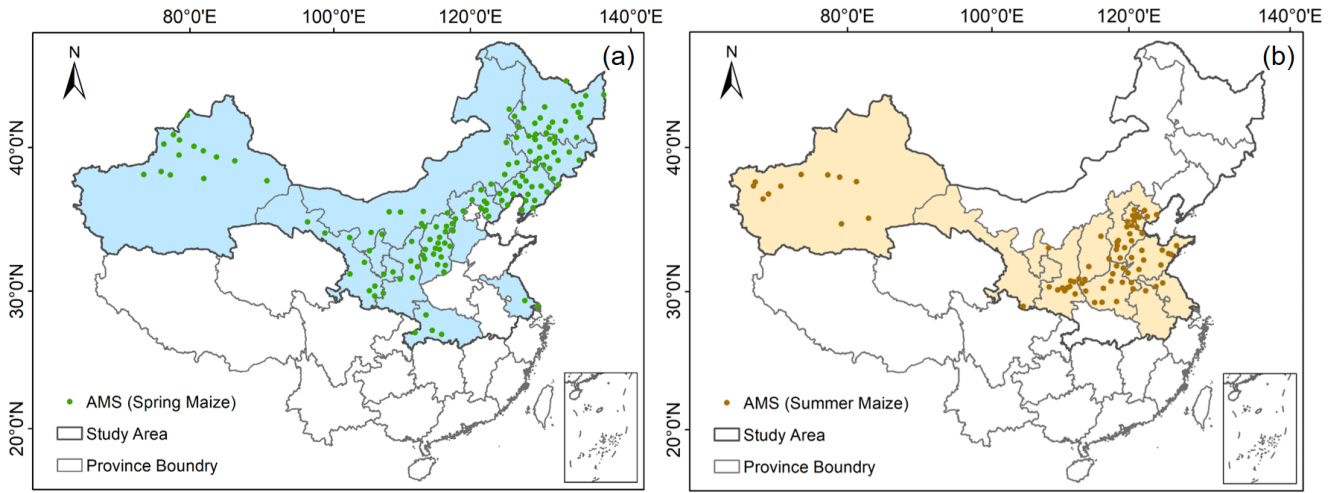 80°0'E 100°0'E 120°0'E 140°0'E
(a)
N
40°0'N
30°0'N
20°0'N
AMS (Spring Maize)
Study Area
Province Boundry
80°0'E 100°0'E 120°0'E 140°0'E
(b)
N
40°0'N
30°0'N
20°0'N
AMS (Summer Maize)
Study Area
Province Boundry